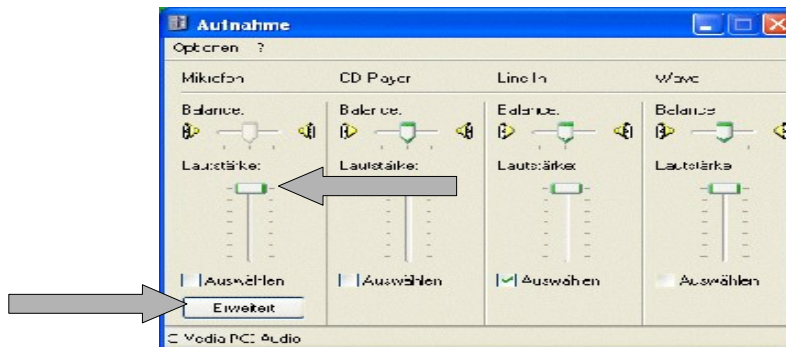 Aufnahme
Optionen ?
Mikrofon CD Player Line In Wave
Balance: Balance: Balance: Balance
Lautstärke: Lautstärke: Lautstärke: Lautstärke
Auswählen Auswählen Auswählen Auswählen
Erweitert
C-Media PCI Audio